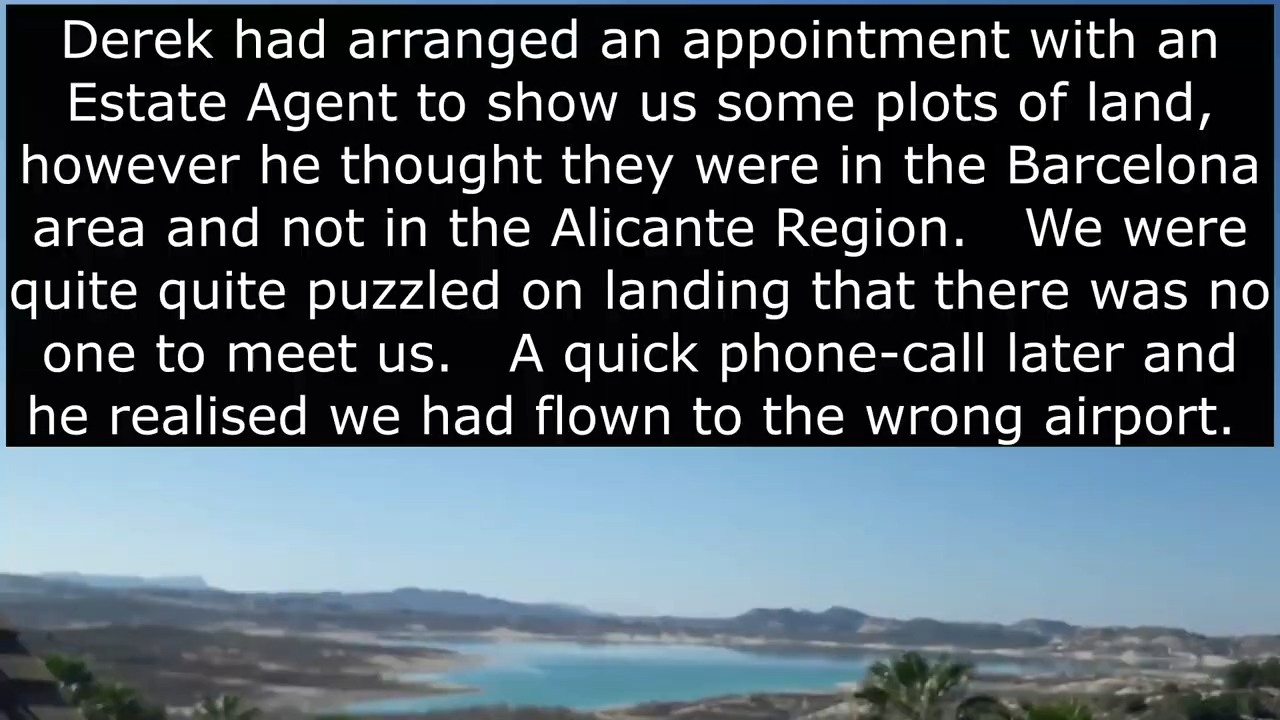 Derek had arranged an appointment with an
Estate Agent to show us some plots of land,
however he thought they were in the Barcelona
area and not in the Alicante Region.   We were
quite quite puzzled on landing that there was no
one to meet us.   A quick phone-call later and
he realised we had flown to the wrong airport.